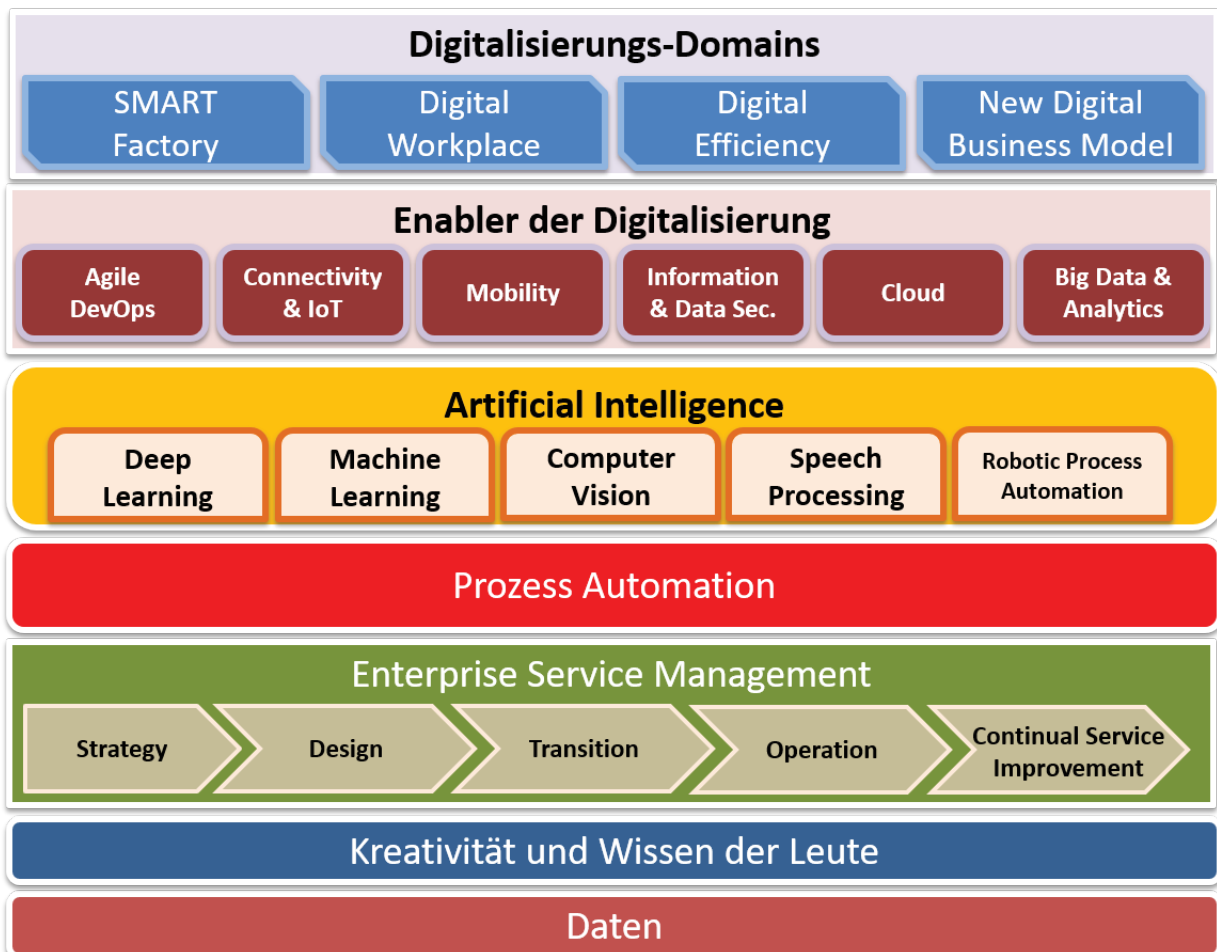 Digitalisierungs-Domains
SMART
Factory
Digital
Workplace
Digital
Efficiency
New Digital
Business Model
Enabler der Digitalisierung
Agile
DevOps
Connectivity
& IoT
Mobility
Information
& Data Sec.
Cloud
Big Data &
Analytics
Artificial Intelligence
Deep
Learning
Machine
Learning
Computer
Vision
Speech
Processing
Robotic Process
Automation
Prozess Automation
Enterprise Service Management
Strategy
Design
Transition
Operation
Continual Service
Improvement
Kreativität und Wissen der Leute
Daten